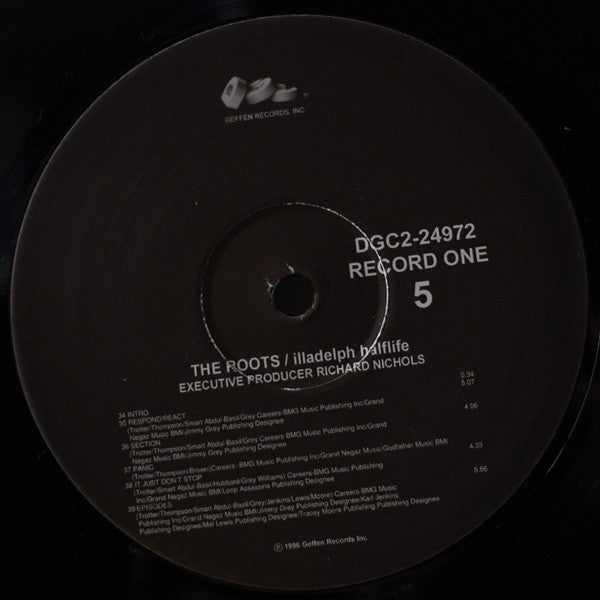 GEFFEN RECORDS, INC
DGC2-24972
RECORD ONE
5
THE ROOTS / illadelph halflife
EXECUTIVE PRODUCER RICHARD NICHOLS
34 INTRO 0.34
35 RESPOND/REACT 5.07
(Trotter/Thompson/Smart Abdul-Basil/Grey Careers-BMG Music Publishing Inc/Grand
Negaz Music BMI/Jimmy Grey Publishing Designee
36 SECTION 4.06
(Trotter/Thompson/Smart Abdul Basil/Grey Careers-BMG Music Publishing Inc/Grand
Negaz Music BMI/Jimmy Grey Publishing Designee
37 PANIC
(Trotter/Thompson/Brown)Careers -BMG Music Publishing Inc/Grand Negaz Music/Godfather Music BMI
38 IT JUST DON'T STOP 4.33
(Trotter/Smart Abdul-Basil/Hubbard/Grey Williams) Careers-BMG Music Publishing
Inc/Grand Negaz Music BMI/Loop Assassins Publishing Designee
39 EPISODES 5.56
(Trotter/Thompson/Smart Abdul-Basil/Grey/Jenkins/Lewis/Moore) Careers-BMG Music
Publishing Inc/Grand Negaz Music BMI/Jimmy Grey Publishing Designee/Karl Jenkins
Publishing Designee/Mel Lewis Publishing Designee/Tracey Moore Publishing Designee
℗ 1996 Geffen Records Inc